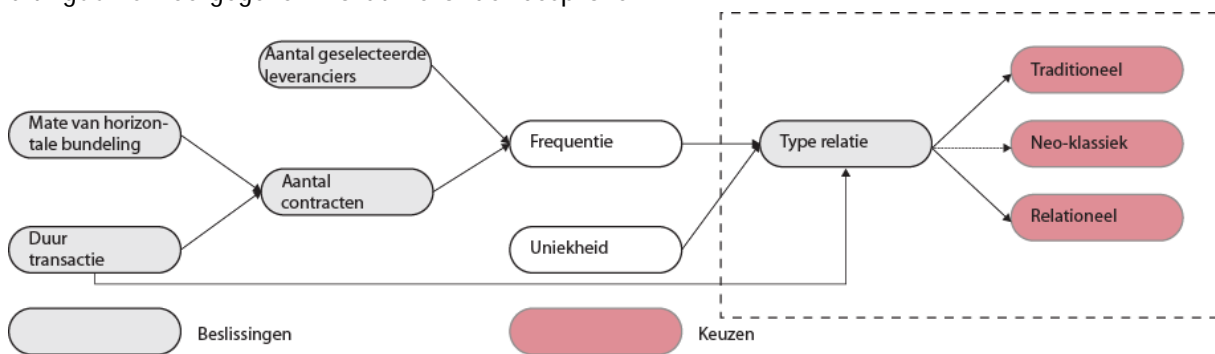 Aantal geselecteerde
leveranciers
Traditioneel
Mate van horizon-
tale bundeling
Frequentie
Type relatie
Neo-klassiek
Aantal
contracten
Relationeel
Duur
transactie
Uniekheid
Beslissingen
Keuzen